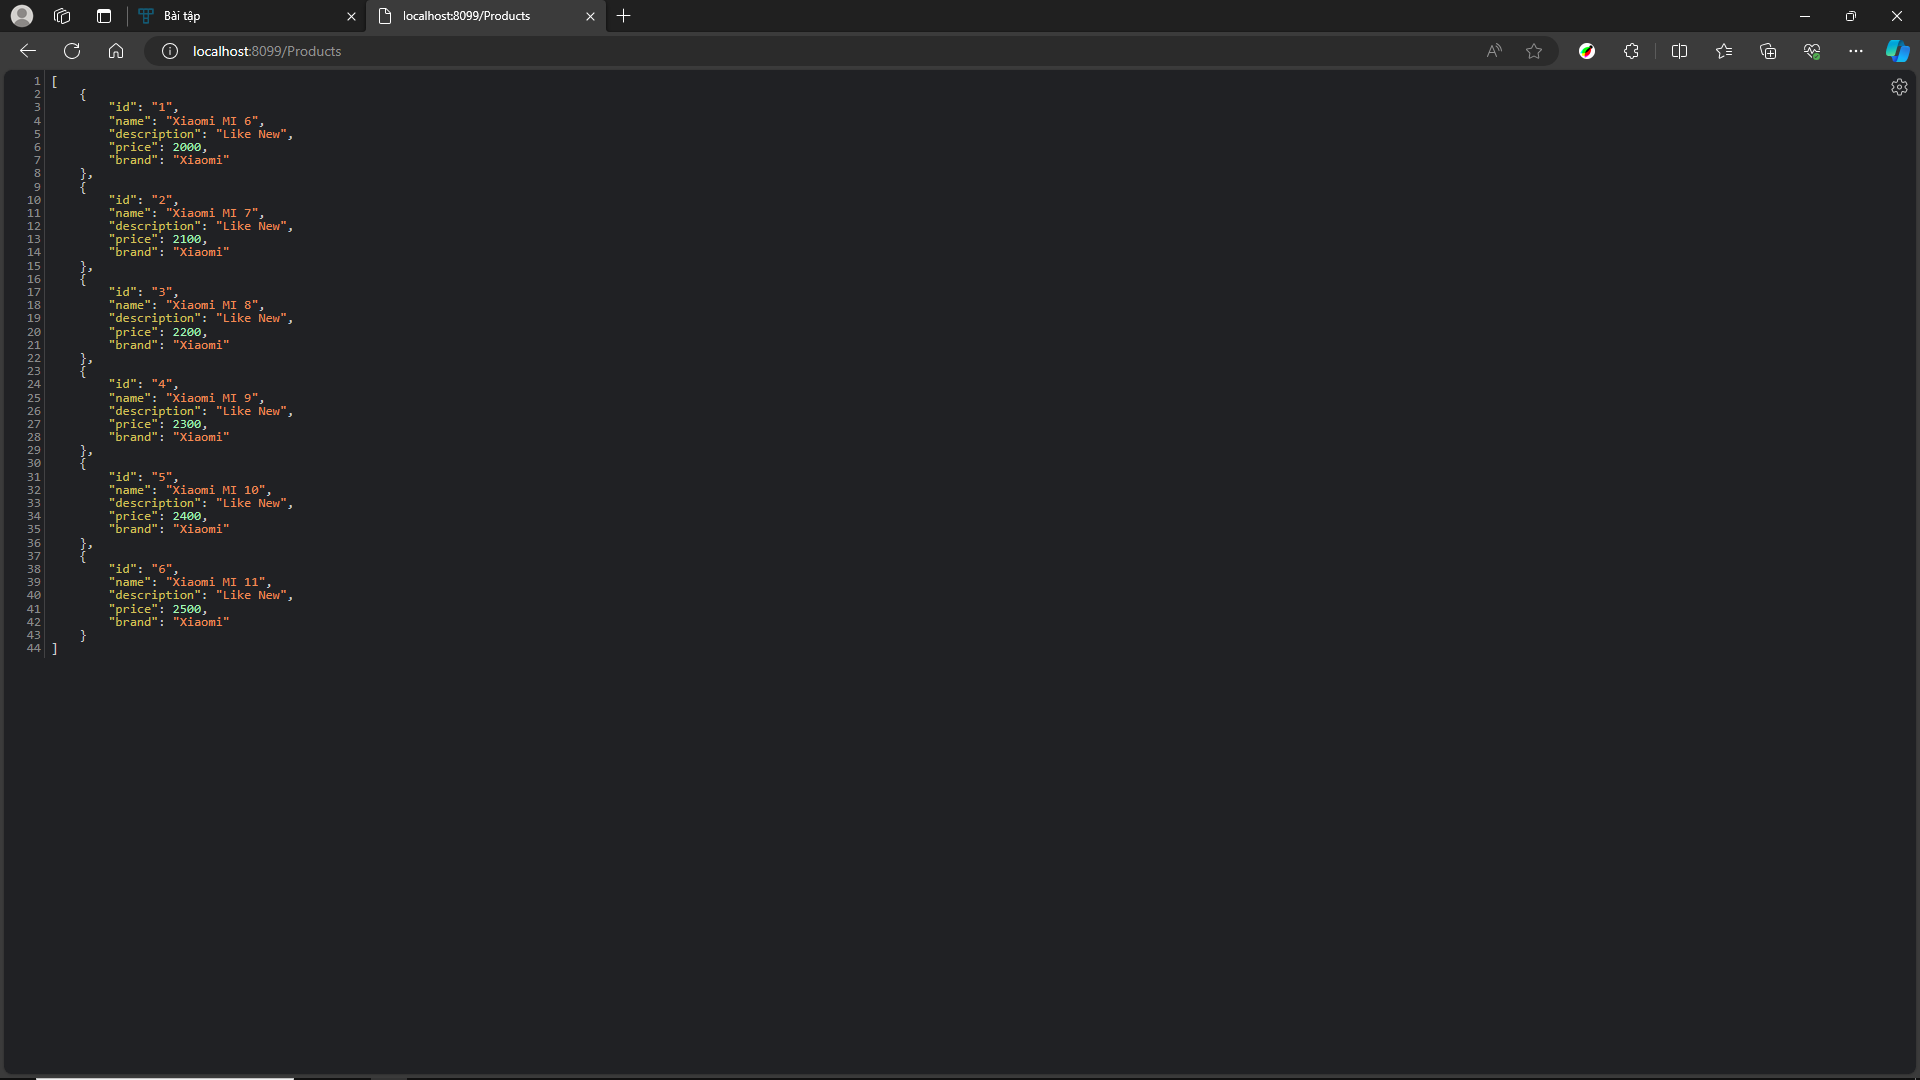 Bài tập
localhost:8099/Products
localhost:8099/Products
1 [
2 {
3 "id": "1",
4 "name": "Xiaomi MI 6",
5 "description": "Like New",
6 "price": 2000,
7 "brand": "Xiaomi"
8 },
9 {
10 "id": "2",
11 "name": "Xiaomi MI 7",
12 "description": "Like New",
13 "price": 2100,
14 "brand": "Xiaomi"
15 },
16 {
17 "id": "3",
18 "name": "Xiaomi MI 8",
19 "description": "Like New",
20 "price": 2200,
21 "brand": "Xiaomi"
22 },
23 {
24 "id": "4",
25 "name": "Xiaomi MI 9",
26 "description": "Like New",
27 "price": 2300,
28 "brand": "Xiaomi"
29 },
30 {
31 "id": "5",
32 "name": "Xiaomi MI 10",
33 "description": "Like New",
34 "price": 2400,
35 "brand": "Xiaomi"
36 },
37 {
38 "id": "6",
39 "name": "Xiaomi MI 11",
40 "description": "Like New",
41 "price": 2500,
42 "brand": "Xiaomi"
43 }
44 ]